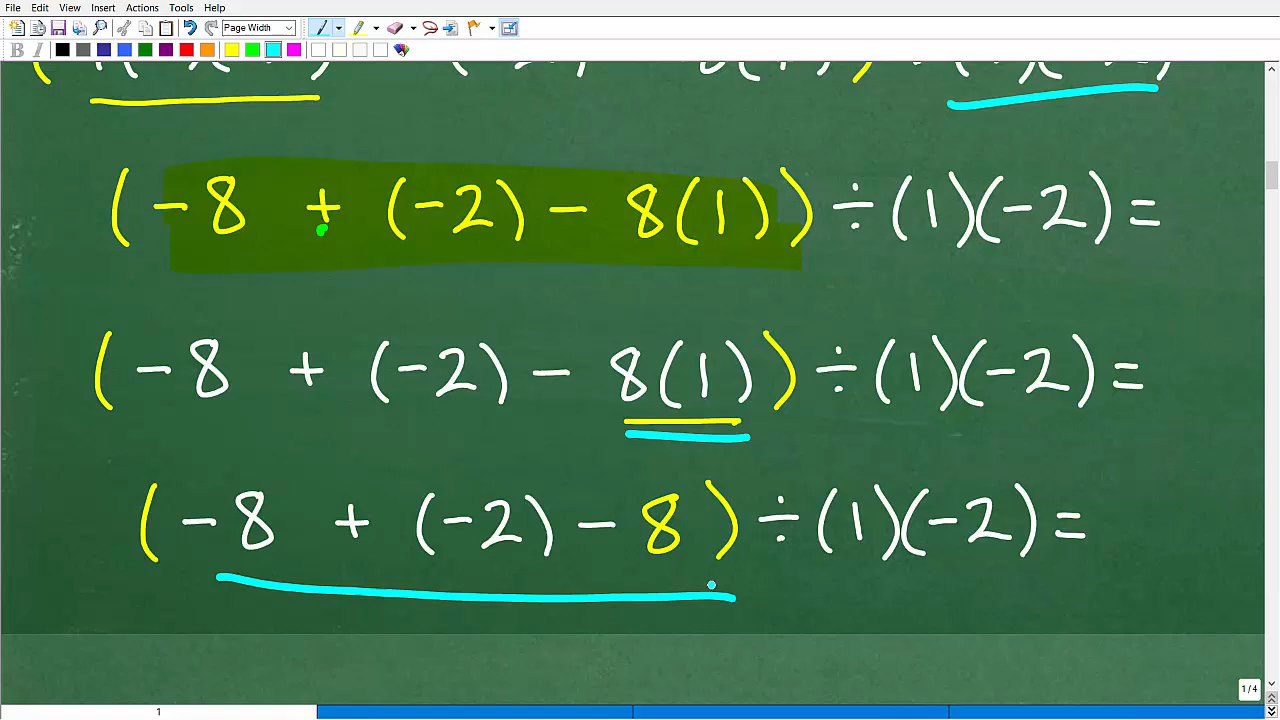 File Edit View Insert Actions Tools Help
Page Width
B I
(-8 + (-2) - 8(1)) ÷ (1)(-2) =
(-8 + (-2) - 8(1)) ÷ (1)(-2) =
(-8 + (-2) - 8) ÷ (1)(-2) =
1/4
1